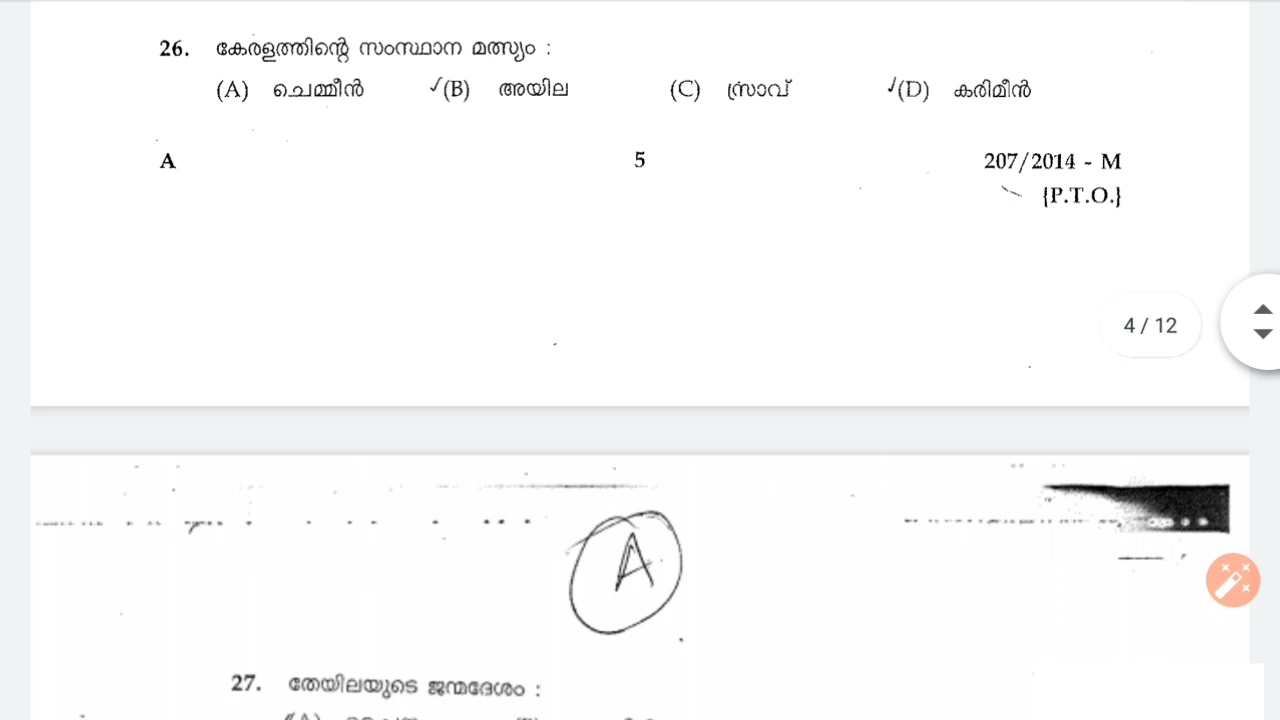 26. കേരളത്തിന്റെ സംസ്ഥാന മത്സ്യം :
(A) ചെമ്മീൻ ✓(B) അയില (C) സ്രാവ് ✓(D) കരിമീൻ
A 5 207/2014 - M
{P.T.O.}
4 / 12
A
27. തേയിലയുടെ ജന്മദേശം :